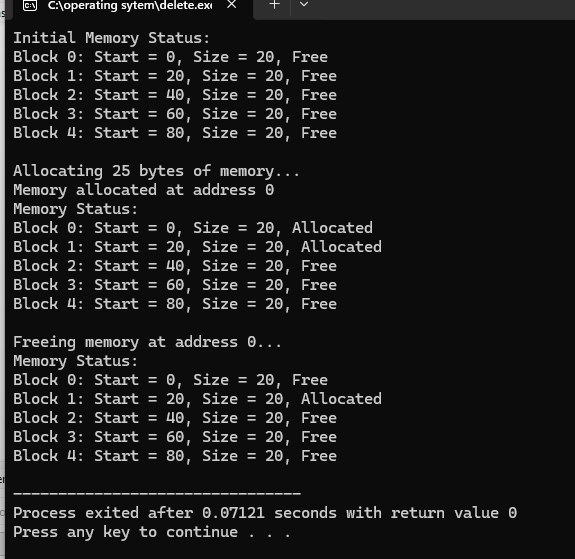 C:\operating sytem\delete.exe
Initial Memory Status:
Block 0: Start = 0, Size = 20, Free
Block 1: Start = 20, Size = 20, Free
Block 2: Start = 40, Size = 20, Free
Block 3: Start = 60, Size = 20, Free
Block 4: Start = 80, Size = 20, Free
Allocating 25 bytes of memory...
Memory allocated at address 0
Memory Status:
Block 0: Start = 0, Size = 20, Allocated
Block 1: Start = 20, Size = 20, Allocated
Block 2: Start = 40, Size = 20, Free
Block 3: Start = 60, Size = 20, Free
Block 4: Start = 80, Size = 20, Free
Freeing memory at address 0...
Memory Status:
Block 0: Start = 0, Size = 20, Free
Block 1: Start = 20, Size = 20, Allocated
Block 2: Start = 40, Size = 20, Free
Block 3: Start = 60, Size = 20, Free
Block 4: Start = 80, Size = 20, Free
--------------------------------
Process exited after 0.07121 seconds with return value 0
Press any key to continue . . .